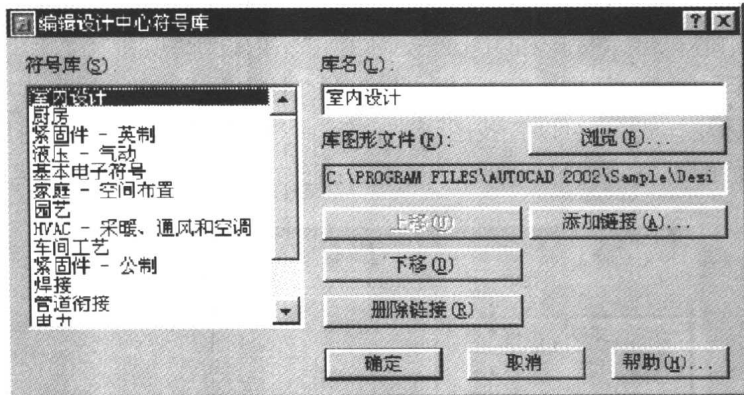 编辑设计中心符号库
符号库(S):
室内设计
厨房
紧固件 - 英制
液压 - 气动
基本电子符号
家庭 - 空间布置
园艺
HVAC - 采暖、通风和空调
车间工艺
紧固件 - 公制
焊接
管道衔接
电力
库名(L):
室内设计
库图形文件(F):
浏览(B)...
C:\PROGRAM FILES\AUTOCAD 2002\Sample\Desi
上移(U)
添加链接(A)...
下移(D)
删除链接(R)
确定
取消
帮助(H)...